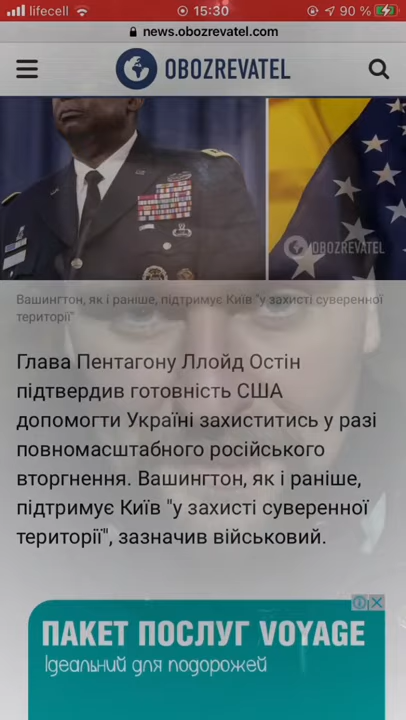 lifecell 15:30 90 %
news.obozrevatel.com
OBOZREVATEL
OBOZREVATEL
Вашингтон, як і раніше, підтримує Київ "у захисті суверенної
території"
Глава Пентагону Ллойд Остін
підтвердив готовність США
допомогти Україні захиститись у разі
повномасштабного російського
вторгнення. Вашингтон, як і раніше,
підтримує Київ "у захисті суверенної
території", зазначив військовий.
ПАКЕТ ПОСЛУГ VOYAGE
Ідеальний для подорожей